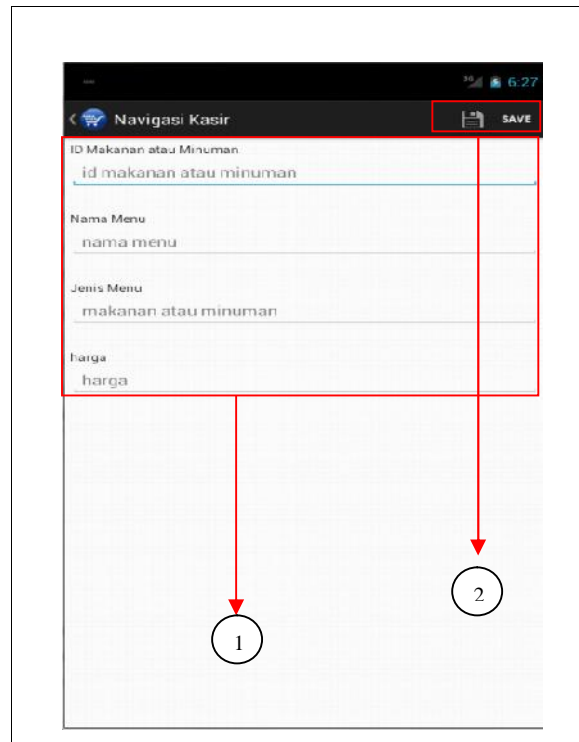 3G 6:27
Navigasi Kasir SAVE
ID Makanan atau Minuman
id makanan atau minuman
Nama Menu
nama menu
Jenis Menu
makanan atau minuman
harga
harga
2
1